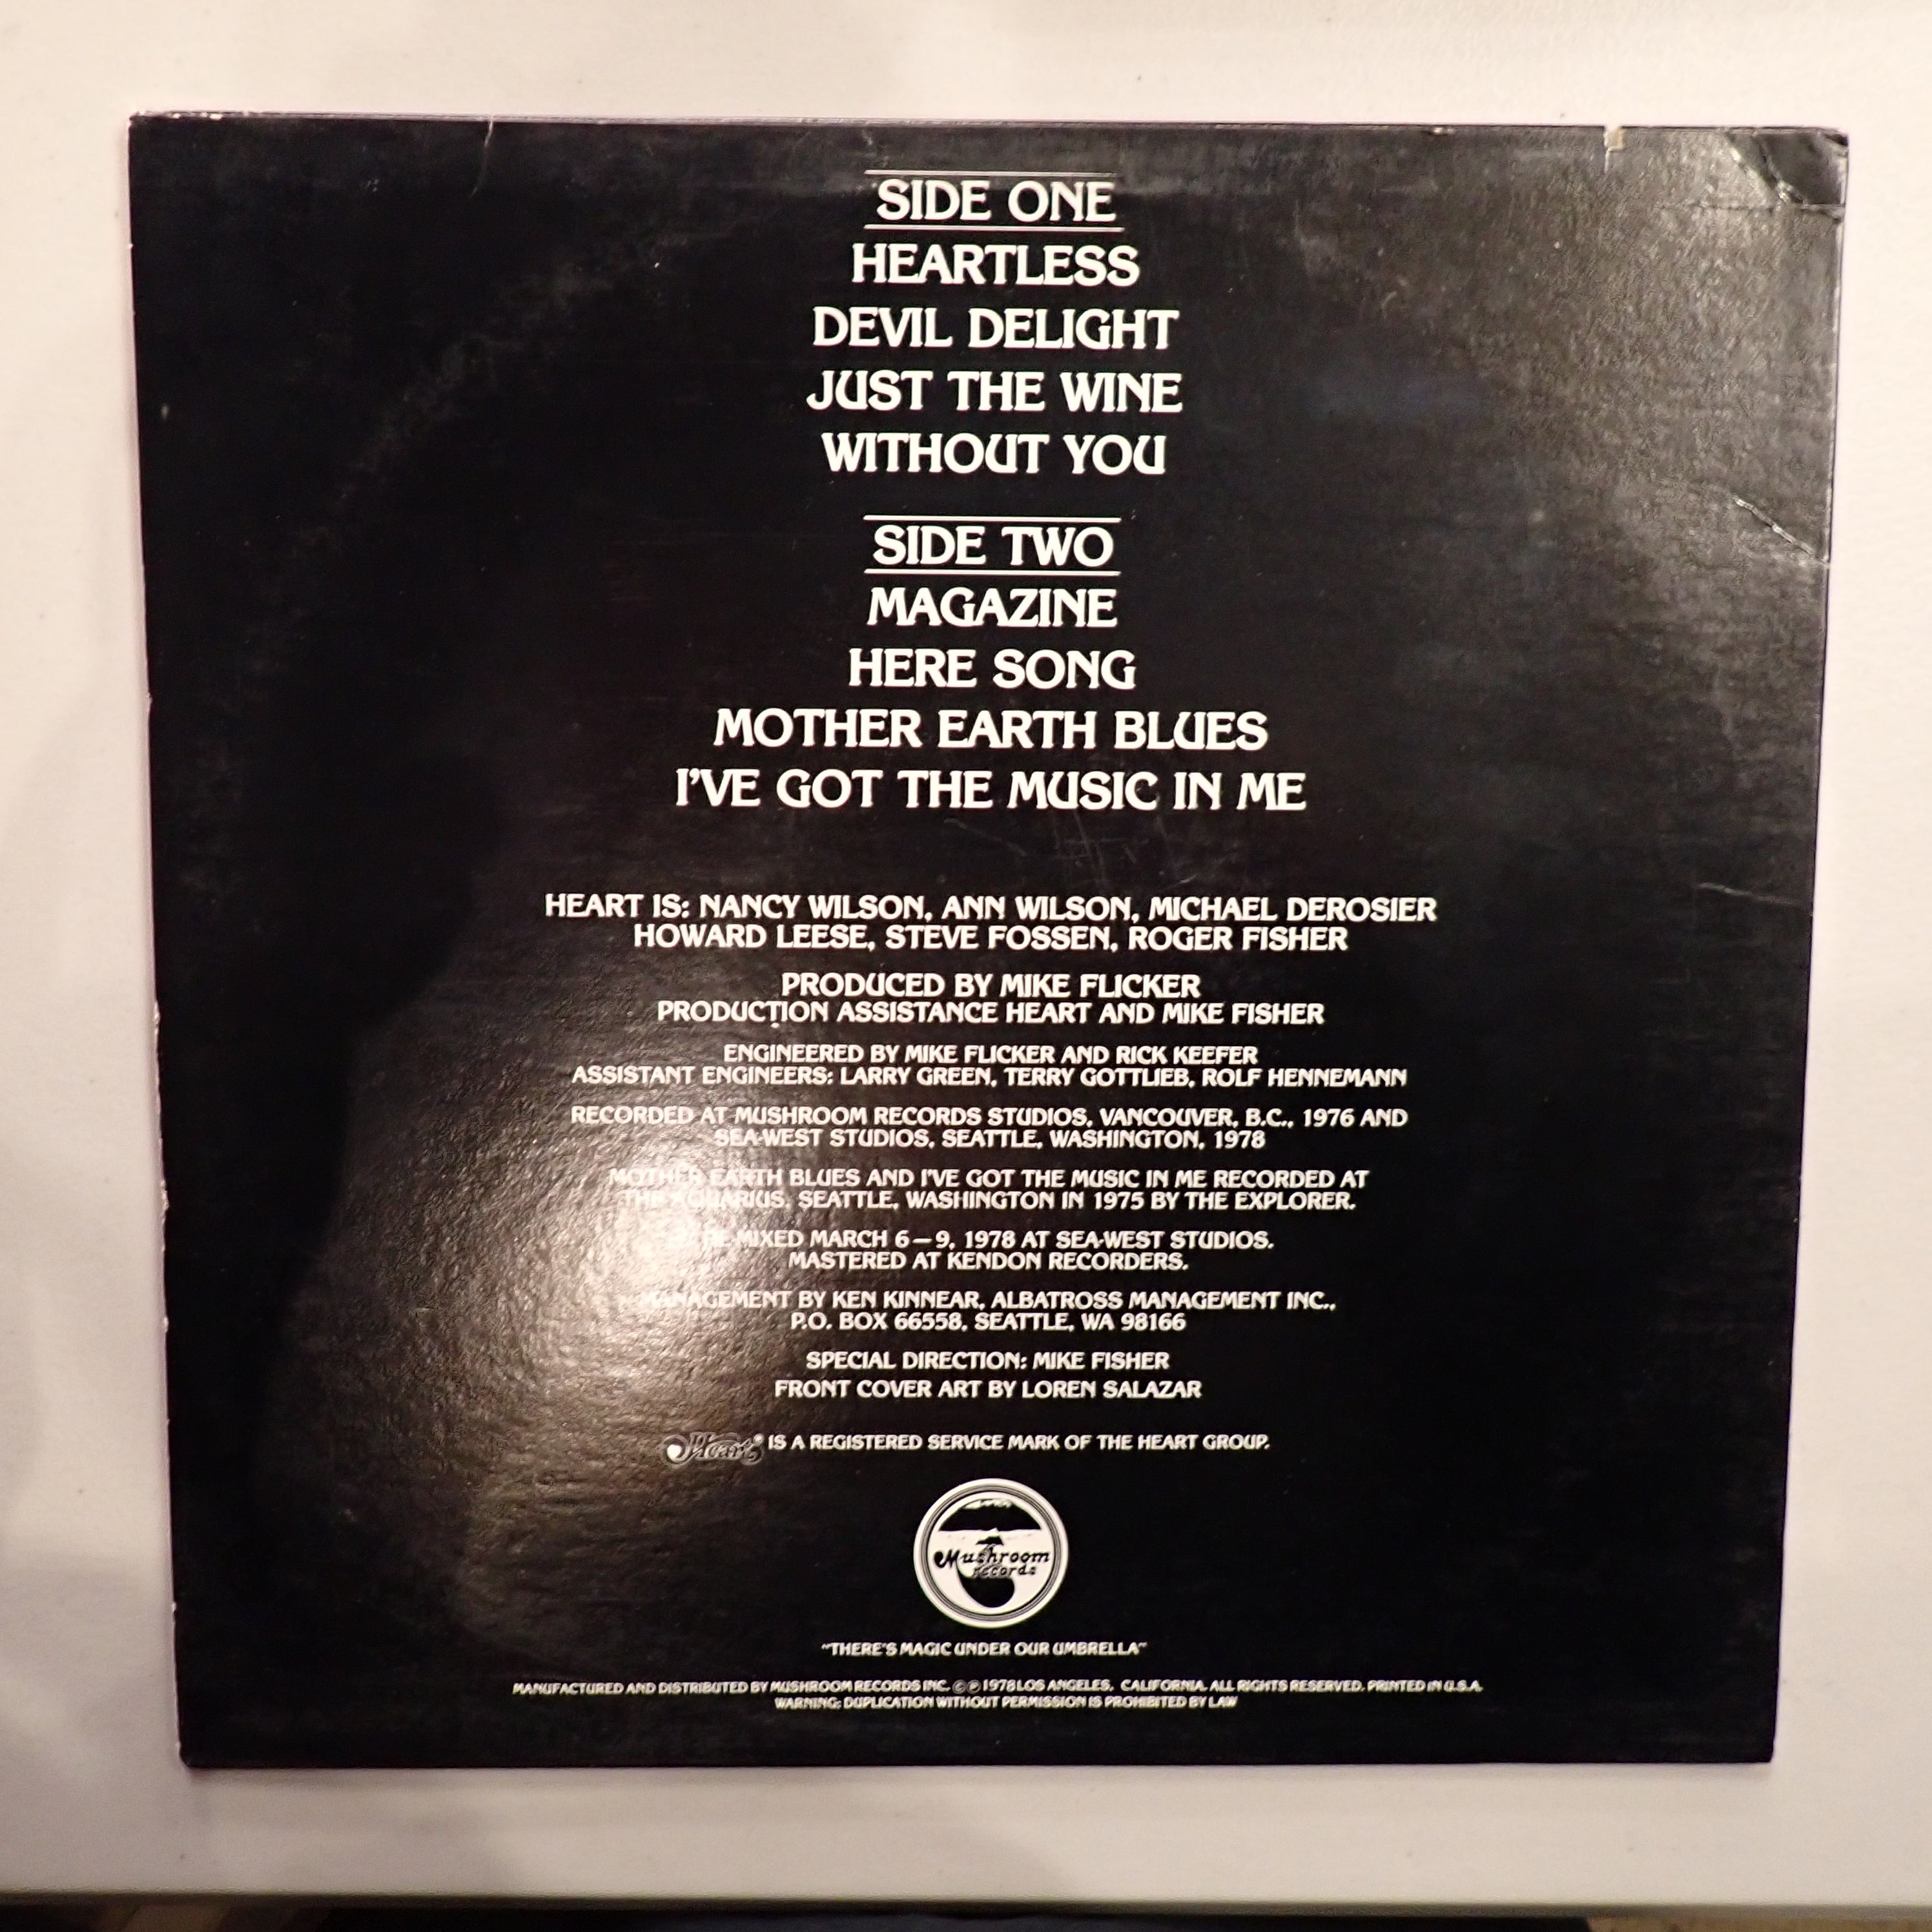 SIDE ONE
HEARTLESS
DEVIL DELIGHT
JUST THE WINE
WITHOUT YOU
SIDE TWO
MAGAZINE
HERE SONG
MOTHER EARTH BLUES
I'VE GOT THE MUSIC IN ME
HEART IS: NANCY WILSON, ANN WILSON, MICHAEL DEROSIER
HOWARD LEESE, STEVE FOSSEN, ROGER FISHER
PRODUCED BY MIKE FLICKER
PRODUCTION ASSISTANCE HEART AND MIKE FISHER
ENGINEERED BY MIKE FLICKER AND RICK KEEFER
ASSISTANT ENGINEERS: LARRY GREEN, TERRY GOTTLIEB, ROLF HENNEMANN
RECORDED AT MUSHROOM RECORDS STUDIOS, VANCOUVER, B.C., 1976 AND
SEA-WEST STUDIOS, SEATTLE, WASHINGTON, 1978
MOTHER EARTH BLUES AND I'VE GOT THE MUSIC IN ME RECORDED AT
THE AQUARIUS, SEATTLE, WASHINGTON IN 1975 BY THE EXPLORER.
RE-MIXED MARCH 6–9, 1978 AT SEA-WEST STUDIOS.
MASTERED AT KENDON RECORDERS.
MANAGEMENT BY KEN KINNEAR, ALBATROSS MANAGEMENT INC.,
P.O. BOX 66558, SEATTLE, WA 98166
SPECIAL DIRECTION: MIKE FISHER
FRONT COVER ART BY LOREN SALAZAR
Heart IS A REGISTERED SERVICE MARK OF THE HEART GROUP.
Mushroom
records
"THERE'S MAGIC UNDER OUR UMBRELLA"
MANUFACTURED AND DISTRIBUTED BY MUSHROOM RECORDS INC. ©℗ 1978 LOS ANGELES, CALIFORNIA. ALL RIGHTS RESERVED. PRINTED IN U.S.A.
WARNING: DUPLICATION WITHOUT PERMISSION IS PROHIBITED BY LAW